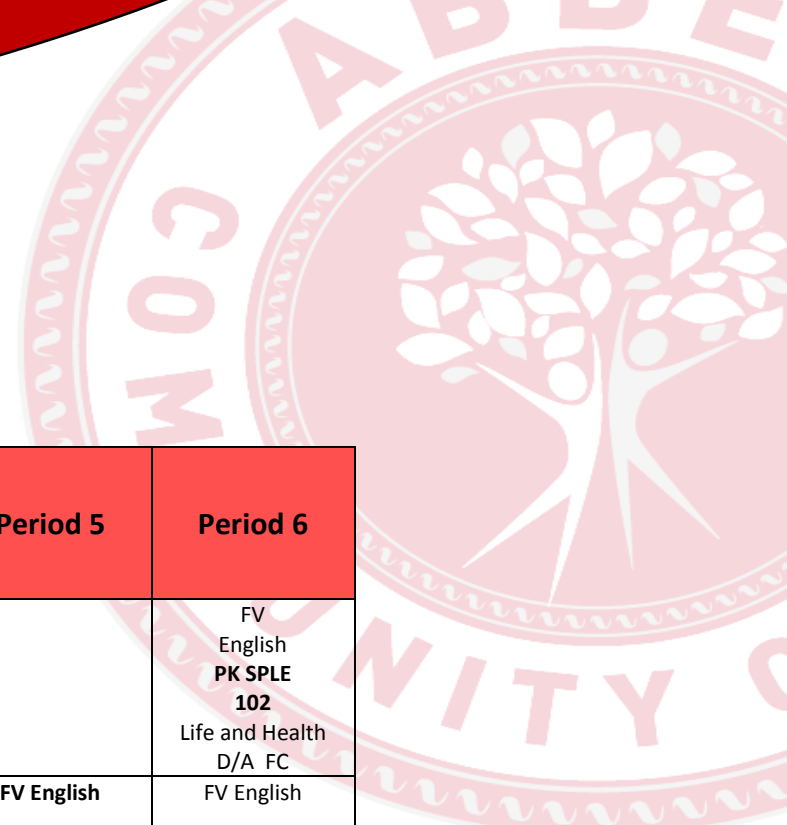 Period 5
Period 6
FV
English
PK SPLE
102
Life and Health
D/A FC
FV English
FV English